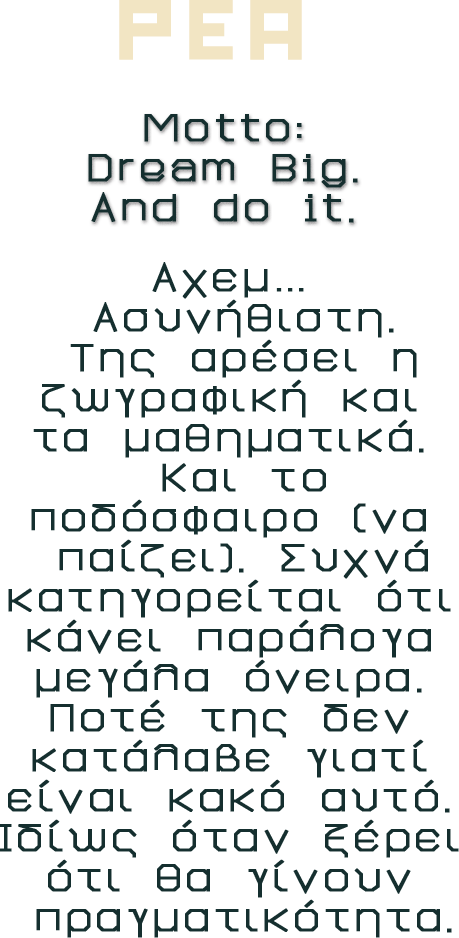 ΡΕΑ
Motto:
Dream Big.
And do it.
Αχεμ...
Ασυνήθιστη.
Της αρέσει η
ζωγραφική και
τα μαθηματικά.
Και το
ποδόσφαιρο (να
παίζει). Συχνά
κατηγορείται ότι
κάνει παράλογα
μεγάλα όνειρα.
Ποτέ της δεν
κατάλαβε γιατί
είναι κακό αυτό.
Ιδίως όταν ξέρει
ότι θα γίνουν
πραγματικότητα.